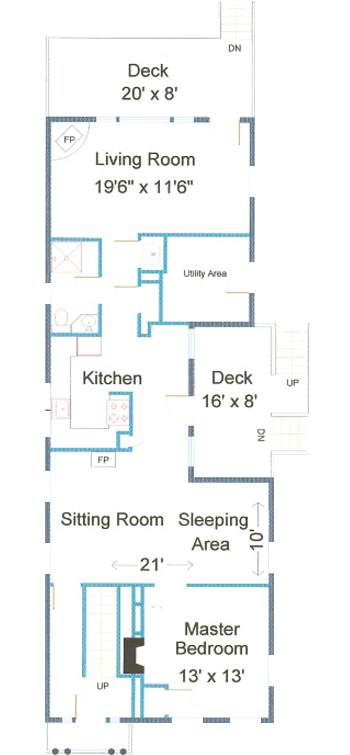 DN
Deck
20' x 8'
FP
Living Room
19'6" x 11'6"
Utility Area
Kitchen
Deck
16' x 8'
UP
DN
FP
Sitting Room
Sleeping
Area
10'
21'
Master
Bedroom
13' x 13'
UP